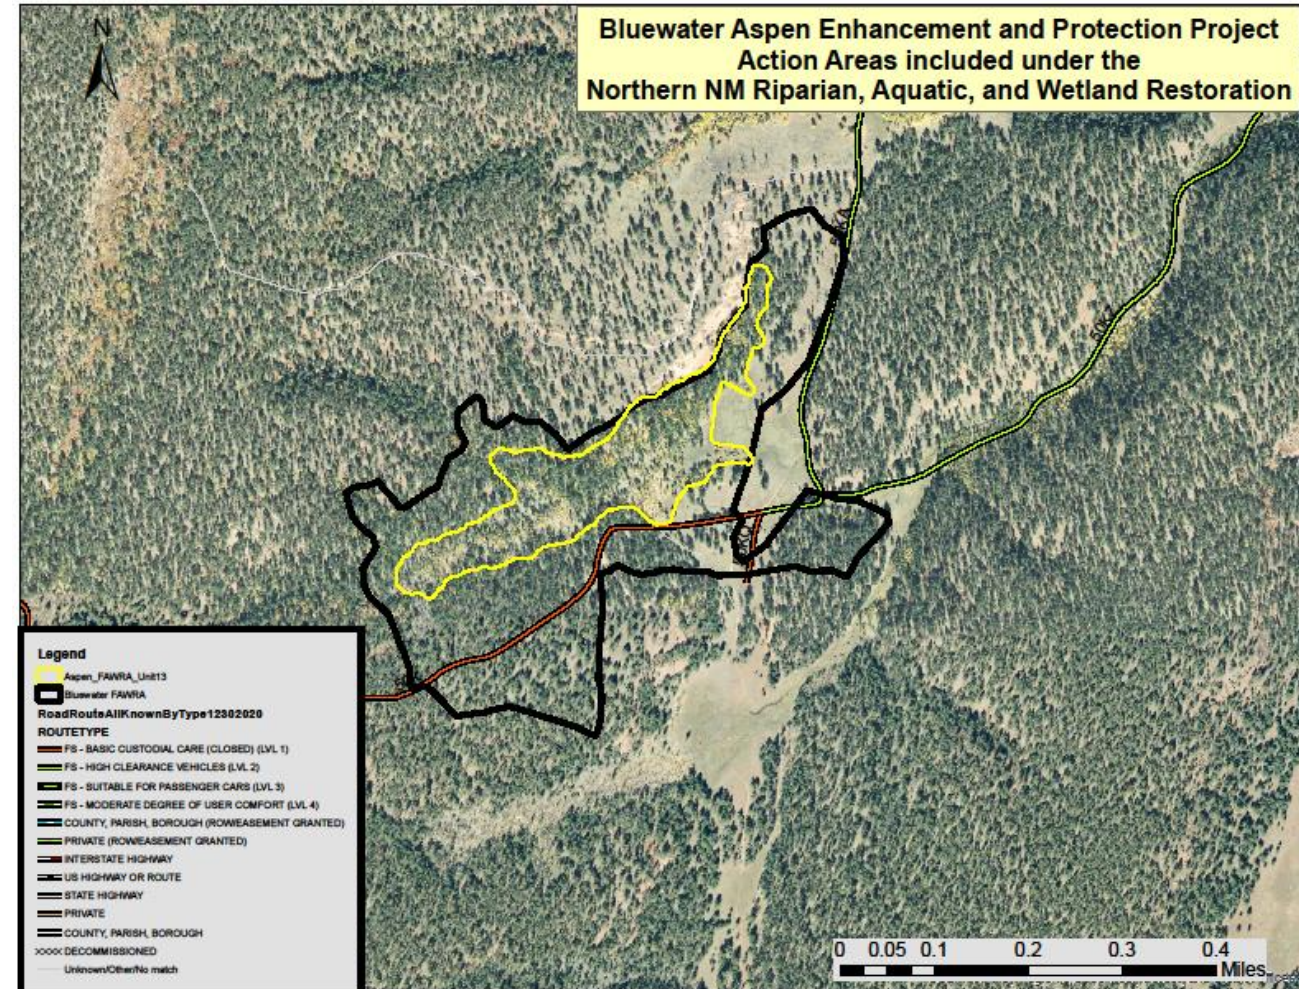 N
Bluewater Aspen Enhancement and Protection Project
Action Areas included under the
Northern NM Riparian, Aquatic, and Wetland Restoration
Legend
Aspen_FAWRA_Unit13
Bluewater FAWRA
RoadRouteAllKnownByType12302020
ROUTETYPE
FS - BASIC CUSTODIAL CARE (CLOSED) (LVL 1)
FS - HIGH CLEARANCE VEHICLES (LVL 2)
FS - SUITABLE FOR PASSENGER CARS (LVL 3)
FS - MODERATE DEGREE OF USER COMFORT (LVL 4)
COUNTY, PARISH, BOROUGH (ROW/EASEMENT GRANTED)
PRIVATE (ROW/EASEMENT GRANTED)
INTERSTATE HIGHWAY
US HIGHWAY OR ROUTE
STATE HIGHWAY
PRIVATE
COUNTY, PARISH, BOROUGH
DECOMMISSIONED
Unknown/Other/No match
0 0.05 0.1 0.2 0.3 0.4
Miles